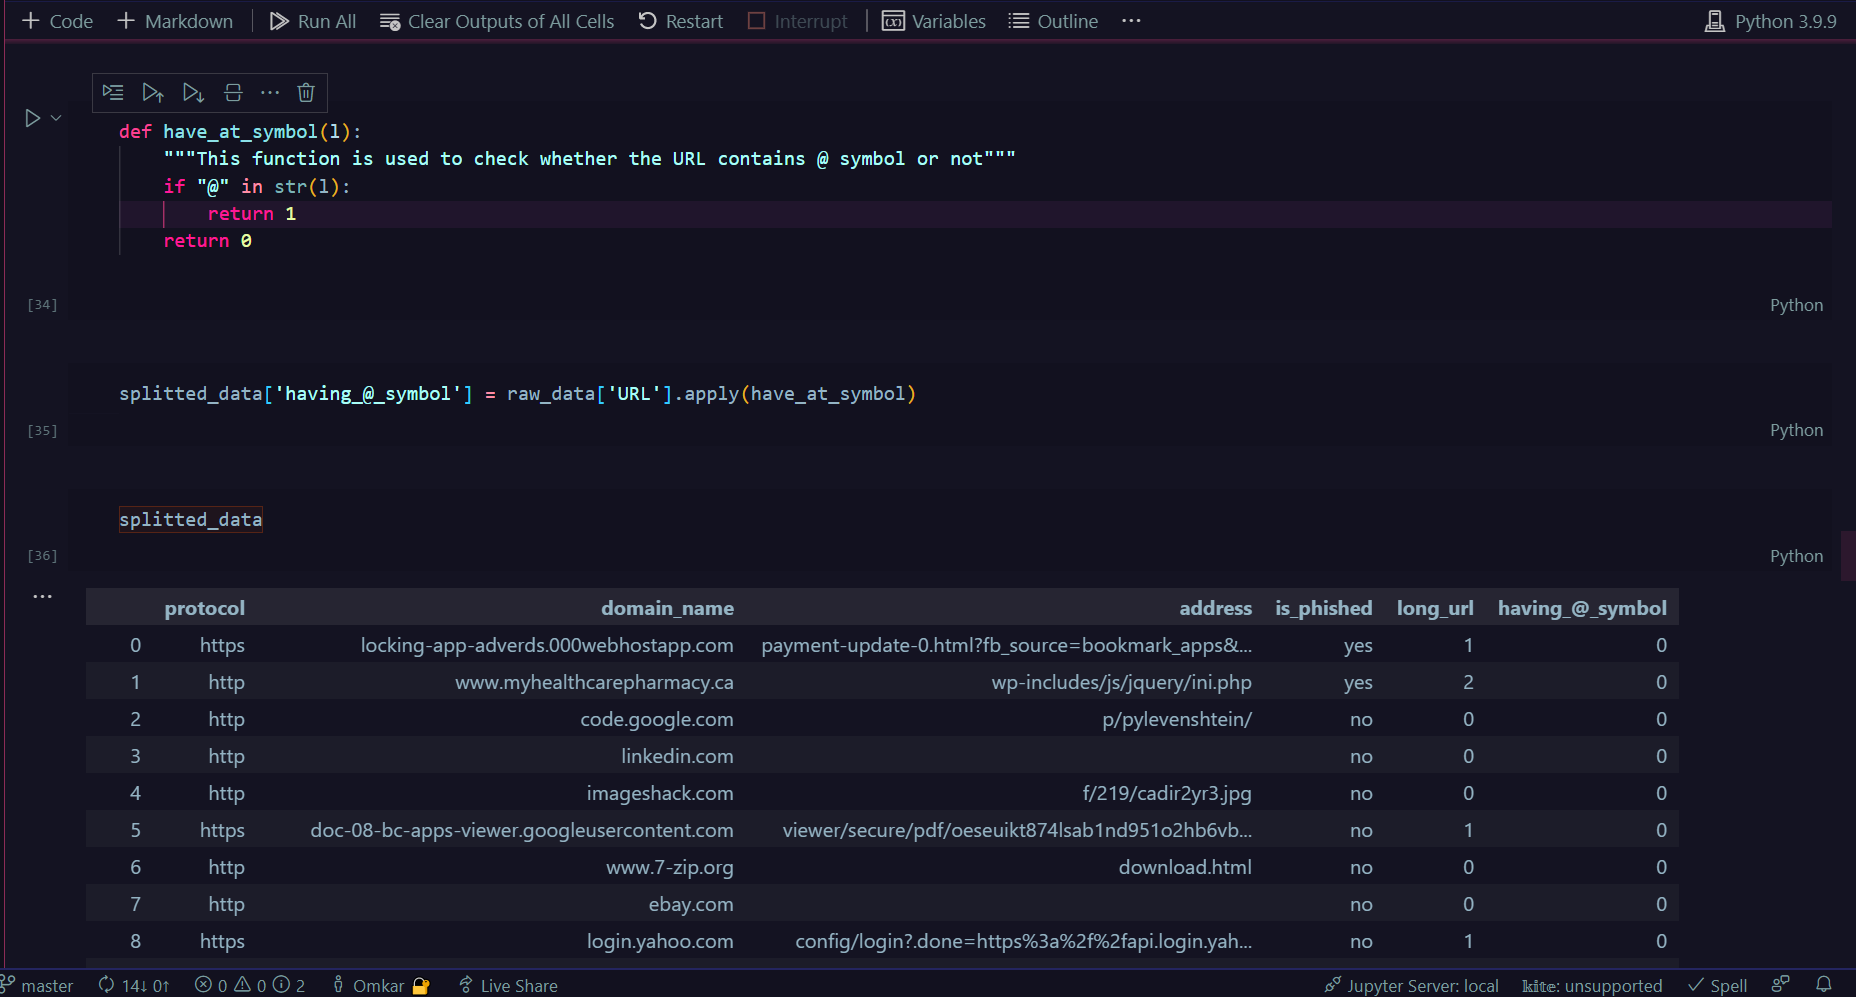 Code Markdown Run All Clear Outputs of All Cells Restart Interrupt Variables Outline ... Python 3.9.9
def have_at_symbol(l):
"""This function is used to check whether the URL contains @ symbol or not"""
if "@" in str(l):
return 1
return 0
[34] Python
splitted_data['having_@_symbol'] = raw_data['URL'].apply(have_at_symbol)
[35] Python
splitted_data
[36] Python
...
protocol domain_name address is_phished long_url having_@_symbol
0 https locking-app-adverds.000webhostapp.com payment-update-0.html?fb_source=bookmark_apps&... yes 1 0
1 http www.myhealthcarepharmacy.ca wp-includes/js/jquery/ini.php yes 2 0
2 http code.google.com p/pylevenshtein/ no 0 0
3 http linkedin.com no 0 0
4 http imageshack.com f/219/cadir2yr3.jpg no 0 0
5 https doc-08-bc-apps-viewer.googleusercontent.com viewer/secure/pdf/oeseuikt874lsab1nd951o2hb6vb... no 1 0
6 http www.7-zip.org download.html no 0 0
7 http ebay.com no 0 0
8 https login.yahoo.com config/login?.done=https%3a%2f%2fapi.login.yah... no 1 0
master 14↓ 0↑ 0 0 2 Omkar Live Share Jupyter Server: local kite: unsupported Spell